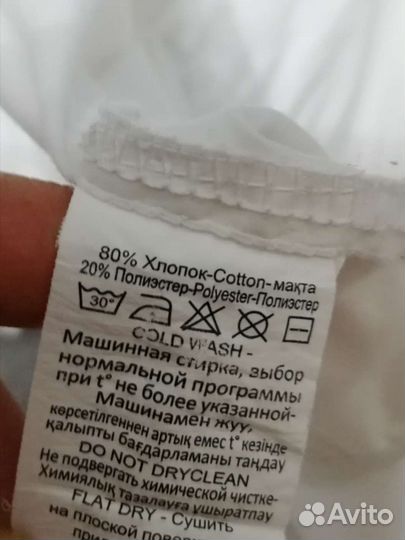 80% Хлопок-Cotton-мақта
20% Полиэстер-Polyester-Полиэстер
30°
COLD WASH -
Машинная стирка, выбор
нормальной программы
при t° не более указанной-
Машинамен жуу,
көрсетілгеннен артық емес t° кезінде
қалыпты бағдарламаны таңдау
DO NOT DRYCLEAN
Не подвергать химической чистке-
Химиялық тазалауға ұшыратпау
FLAT DRY - Сушить
на плоской
Avito